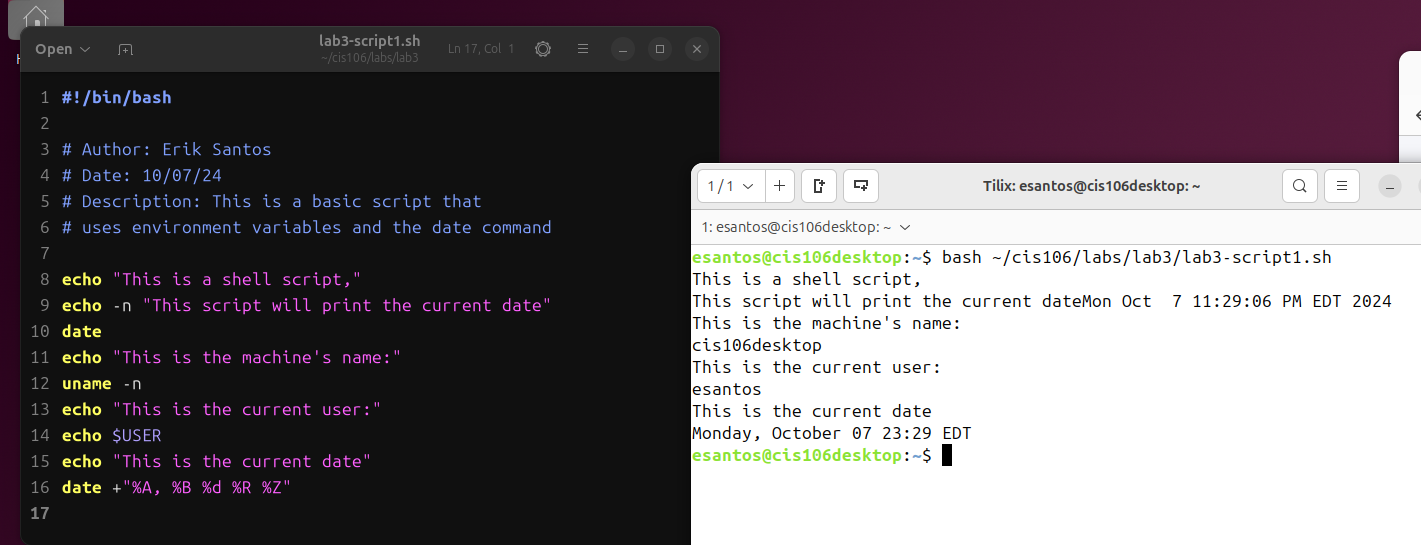 Open
lab3-script1.sh
~/cis106/labs/lab3
Ln 17, Col 1
1 #!/bin/bash
2
3 # Author: Erik Santos
4 # Date: 10/07/24
5 # Description: This is a basic script that
6 # uses environment variables and the date command
7
8 echo "This is a shell script,"
9 echo -n "This script will print the current date"
10 date
11 echo "This is the machine's name:"
12 uname -n
13 echo "This is the current user:"
14 echo $USER
15 echo "This is the current date"
16 date +"%A, %B %d %R %Z"
17
1 / 1
Tilix: esantos@cis106desktop: ~
1: esantos@cis106desktop: ~
esantos@cis106desktop:~$ bash ~/cis106/labs/lab3/lab3-script1.sh
This is a shell script,
This script will print the current dateMon Oct  7 11:29:06 PM EDT 2024
This is the machine's name:
cis106desktop
This is the current user:
esantos
This is the current date
Monday, October 07 23:29 EDT
esantos@cis106desktop:~$